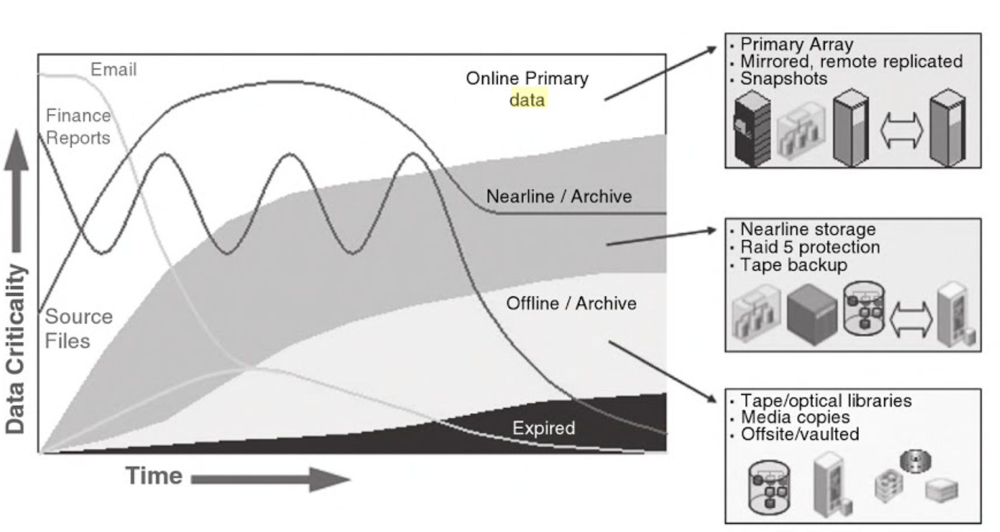 Email
Finance
Reports
Source
Files
Online Primary
data
Nearline / Archive
Offline / Archive
Expired
Data Criticality
Time
· Primary Array
· Mirrored, remote replicated
· Snapshots
· Nearline storage
· Raid 5 protection
· Tape backup
· Tape/optical libraries
· Media copies
· Offsite/vaulted